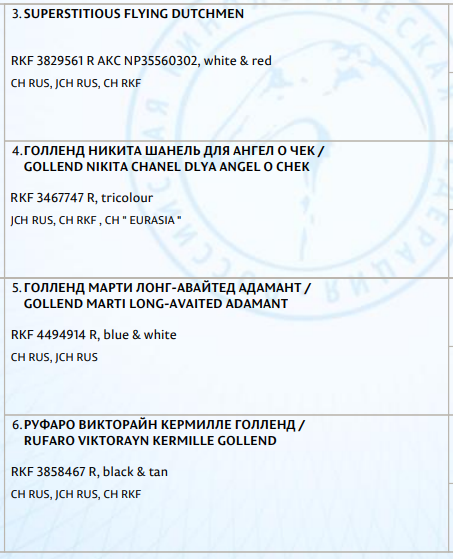 3. SUPERSTITIOUS FLYING DUTCHMEN
RKF 3829561 R AKC NP35560302, white & red
CH RUS, JCH RUS, CH RKF
4. ГОЛЛЕНД НИКИТА ШАНЕЛЬ ДЛЯ АНГЕЛ О ЧЕК /
GOLLEND NIKITA CHANEL DLYA ANGEL O CHEK
RKF 3467747 R, tricolour
JCH RUS, CH RKF , CH " EURASIA "
5. ГОЛЛЕНД МАРТИ ЛОНГ-АВАЙТЕД АДАМАНТ /
GOLLEND MARTI LONG-AVAITED ADAMANT
RKF 4494914 R, blue & white
CH RUS, JCH RUS
6. РУФАРО ВИКТОРАЙН КЕРМИЛЛЕ ГОЛЛЕНД /
RUFARO VIKTORAYN KERMILLE GOLLEND
RKF 3858467 R, black & tan
CH RUS, JCH RUS, CH RKF